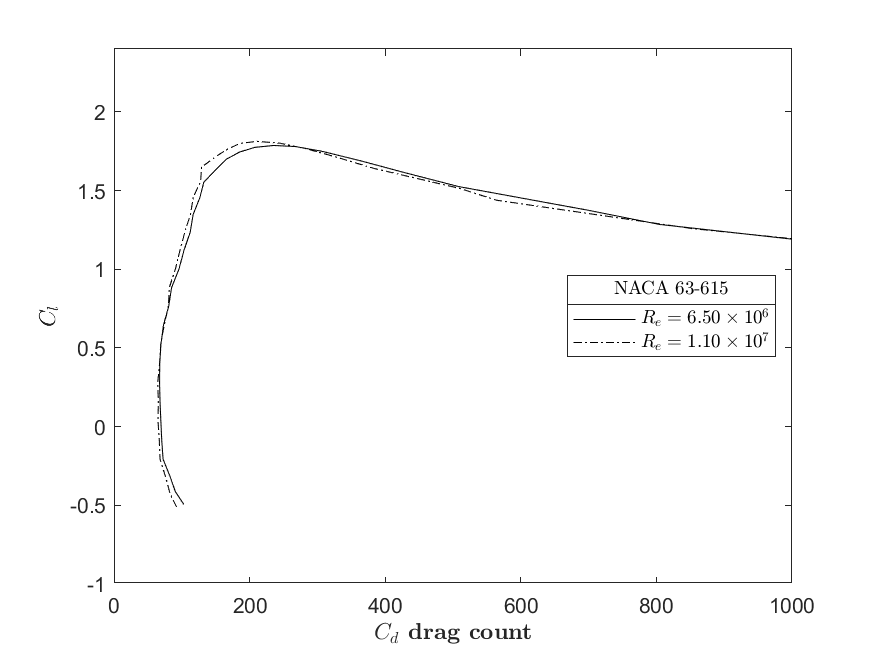 2
1.5
1
0.5
0
-0.5
-1
0 200 400 600 800 1000
C_l
C_d drag count
NACA 63-615
R_e = 6.50 × 10^6
R_e = 1.10 × 10^7